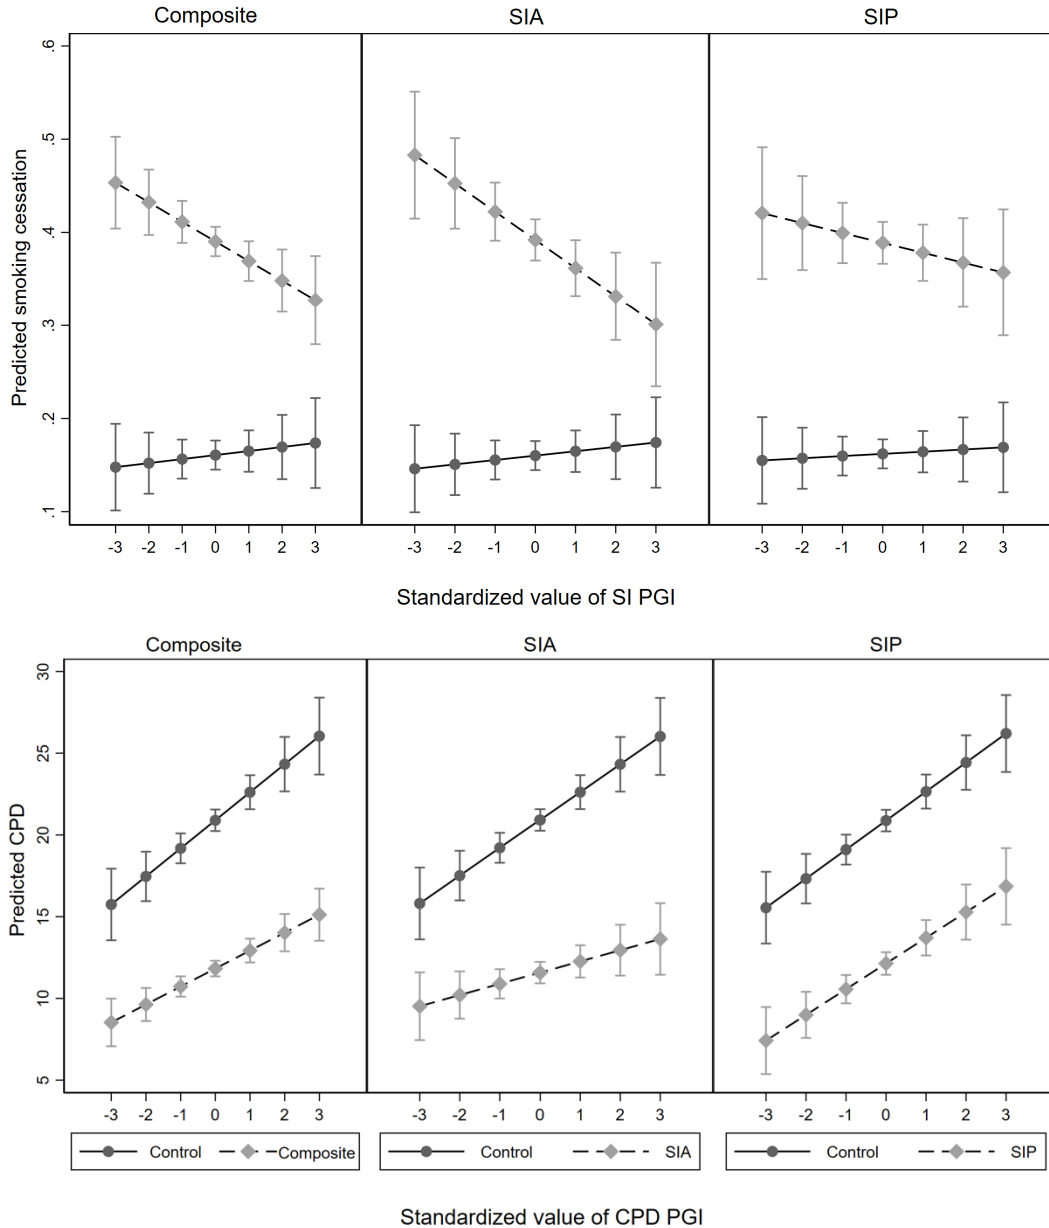 Composite SIA SIP
Predicted smoking cessation
.6
.5
.4
.3
.2
.1
-3 -2 -1 0 1 2 3 -3 -2 -1 0 1 2 3 -3 -2 -1 0 1 2 3
Standardized value of SI PGI
Composite SIA SIP
Predicted CPD
30
25
20
15
10
5
-3 -2 -1 0 1 2 3 -3 -2 -1 0 1 2 3 -3 -2 -1 0 1 2 3
Control Composite Control SIA Control SIP
Standardized value of CPD PGI